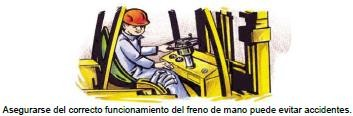 Asegurarse del correcto funcionamiento del freno de mano puede evitar accidentes.